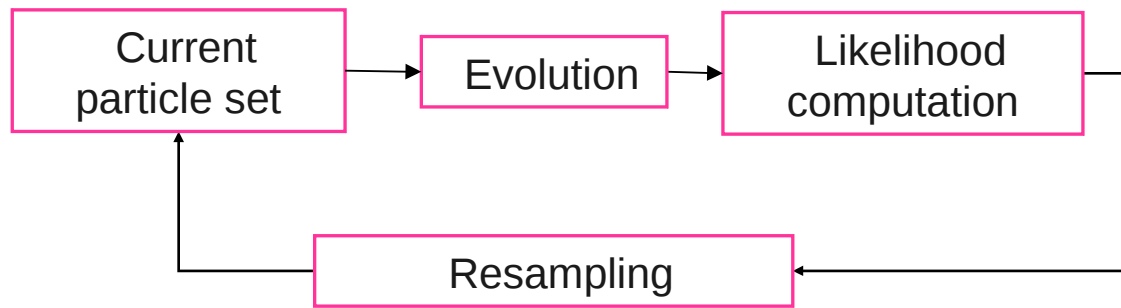 Current
particle set
Evolution
Likelihood
computation
Resampling